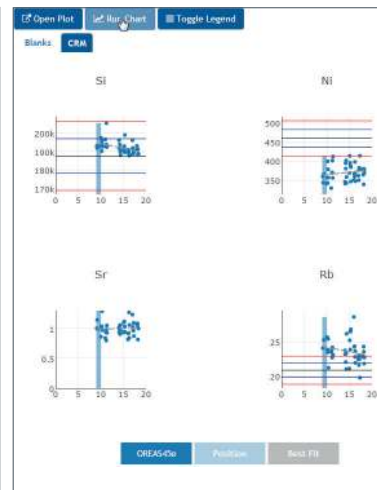 Open Plot Run Chart Toggle Legend
Blanks CRM
Si Ni
200k
190k
180k
170k
0 5 10 15 20
500
450
400
350
0 5 10 15 20
Sr Rb
1
0.5
0
0 5 10 15 20
25
20
0 5 10 15 20
Position Best Fit